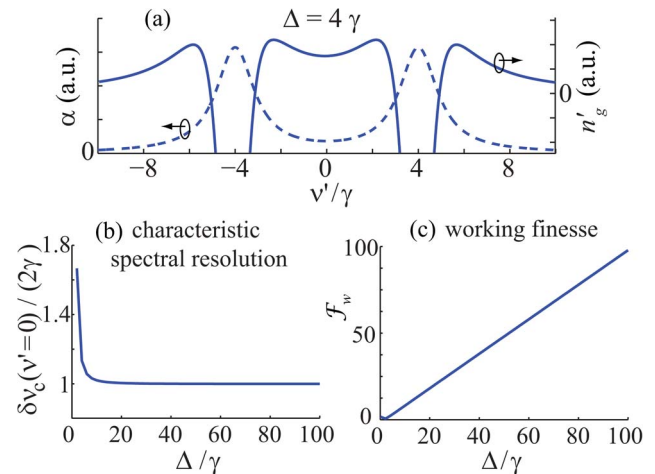 (a) Δ = 4 γ
α (a.u.)
0
n'g (a.u.)
0
−8 −4 0 4 8
ν'/γ
(b) characteristic
spectral resolution
δνc(ν'=0) / (2γ)
1.8
1.4
1
0 20 40 60 80 100
Δ/γ
(c) working finesse
ℱw
100
50
0
0 20 40 60 80 100
Δ/γ